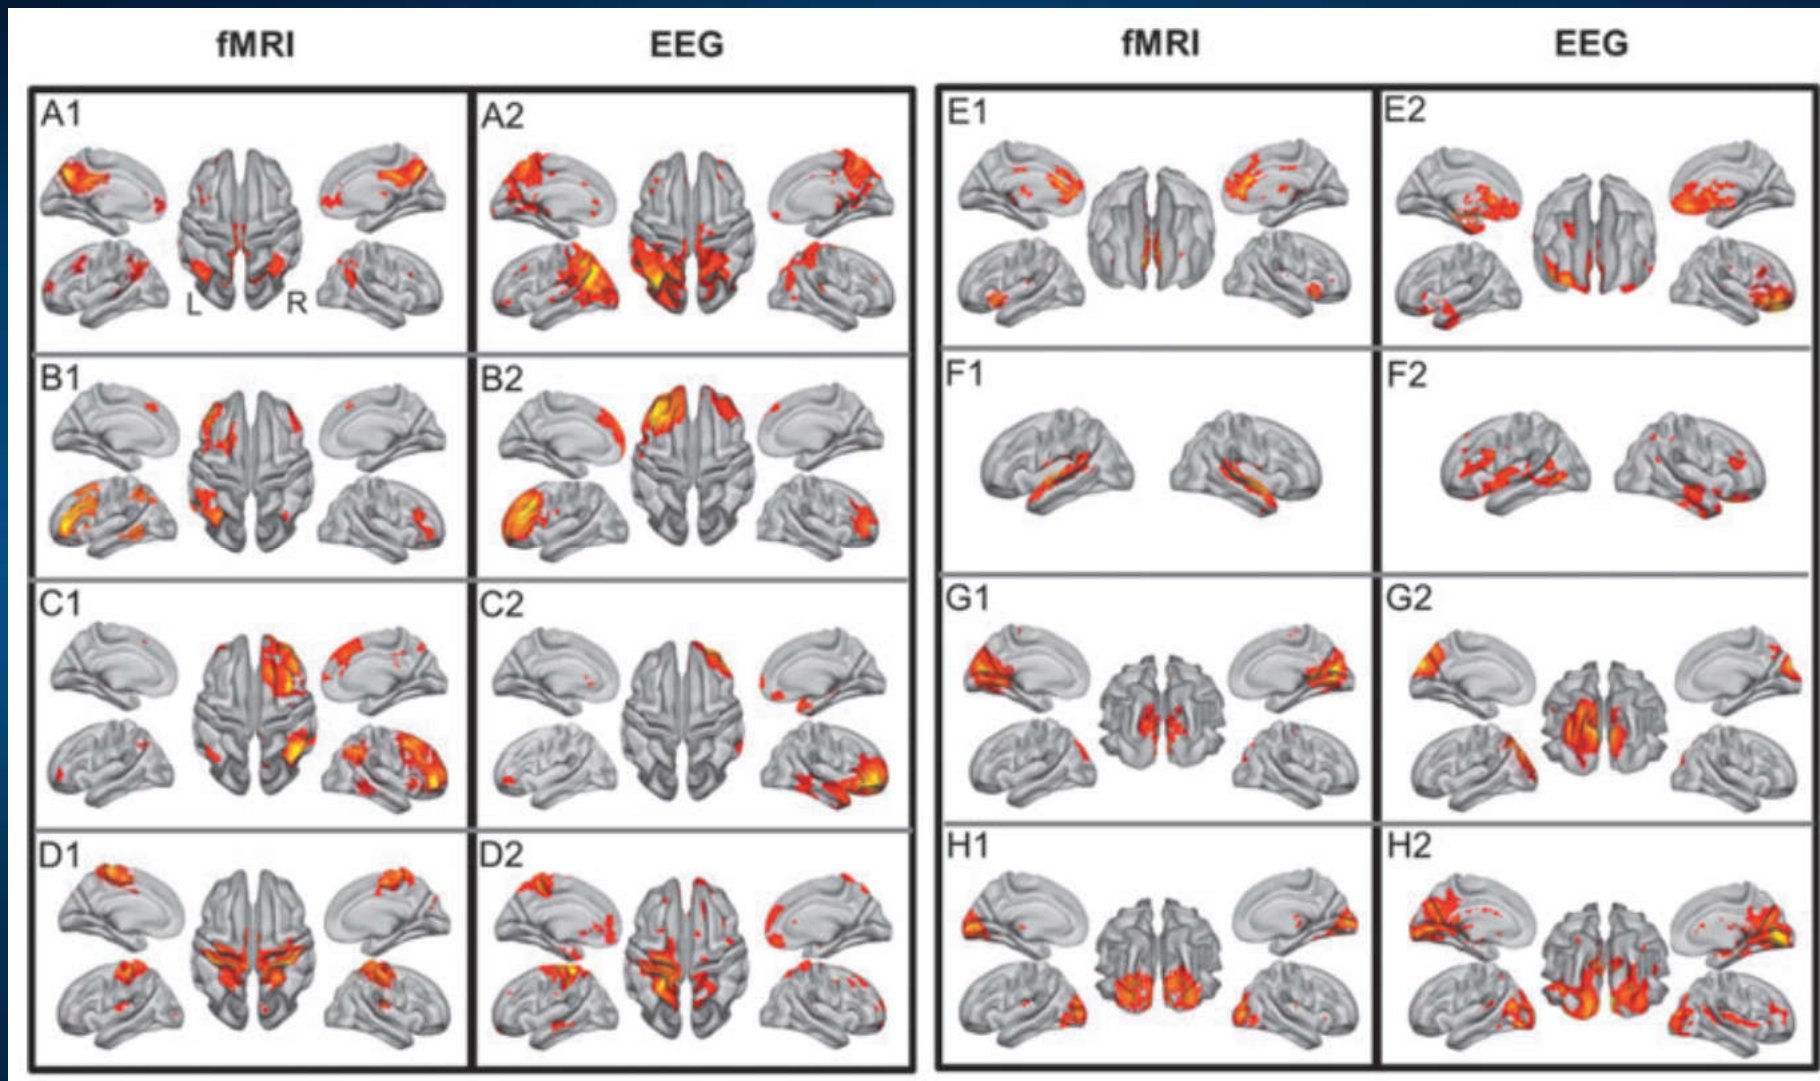 fMRI EEG fMRI EEG
A1 A2 E1 E2
L R
B1 B2 F1 F2
C1 C2 G1 G2
D1 D2 H1 H2